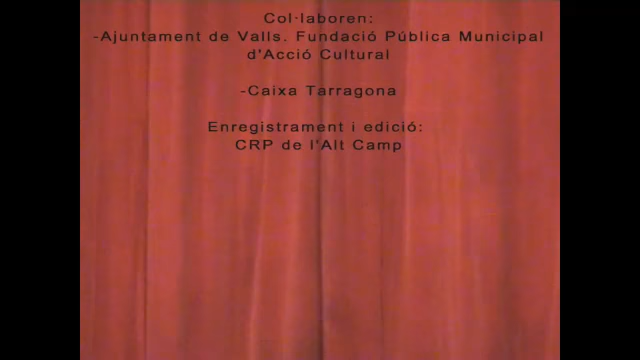 Col·laboren:
-Ajuntament de Valls. Fundació Pública Municipal
d'Acció Cultural
-Caixa Tarragona
Enregistrament i edició:
CRP de l'Alt Camp